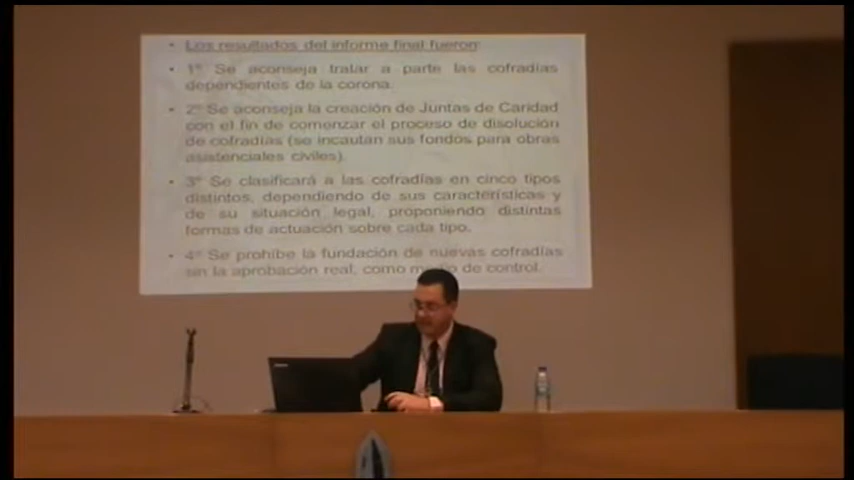 • Los resultados del informe final fueron:
• 1º Se aconseja tratar a parte las cofradías
dependientes de la corona.
• 2º Se aconseja la creación de Juntas de Caridad
con el fin de comenzar el proceso de disolución
de cofradías (se incautan sus fondos para obras
asistenciales civiles).
• 3º Se clasificará a las cofradías en cinco tipos
distintos, dependiendo de sus características y
de su situación legal, proponiendo distintas
formas de actuación sobre cada tipo.
• 4º Se prohíbe la fundación de nuevas cofradías
sin la aprobación real, como medio de control.